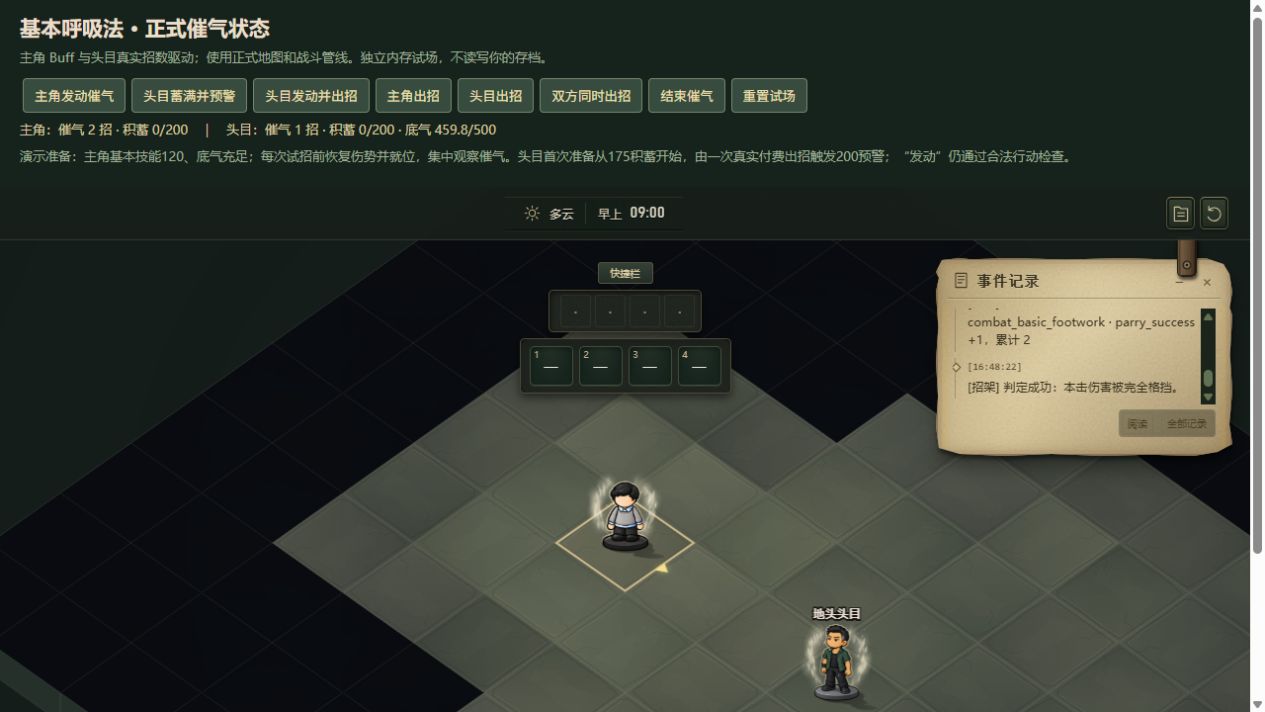 基本呼吸法・正式催气状态
主角 Buff 与头目真实招数驱动；使用正式地图和战斗管线。独立内存试场，不读写你的存档。
主角发动催气 头目蓄满并预警 头目发动并出招 主角出招 头目出招 双方同时出招 结束催气 重置试场
主角：催气 2 招 · 积蓄 0/200 | 头目：催气 1 招 · 积蓄 0/200 · 底气 459.8/500
演示准备：主角基本技能120、底气充足；每次试招前恢复伤势并就位，集中观察催气。头目首次准备从175积蓄开始，由一次真实付费出招触发200预警；“发动”仍通过合法行动检查。
多云 早上 09:00
快捷栏
1 2 3 4
事件记录
combat_basic_footwork · parry_success
+1，累计 2
[16:48:22]
[招架] 判定成功：本击伤害被完全格挡。
阅读 全部记录
地头头目